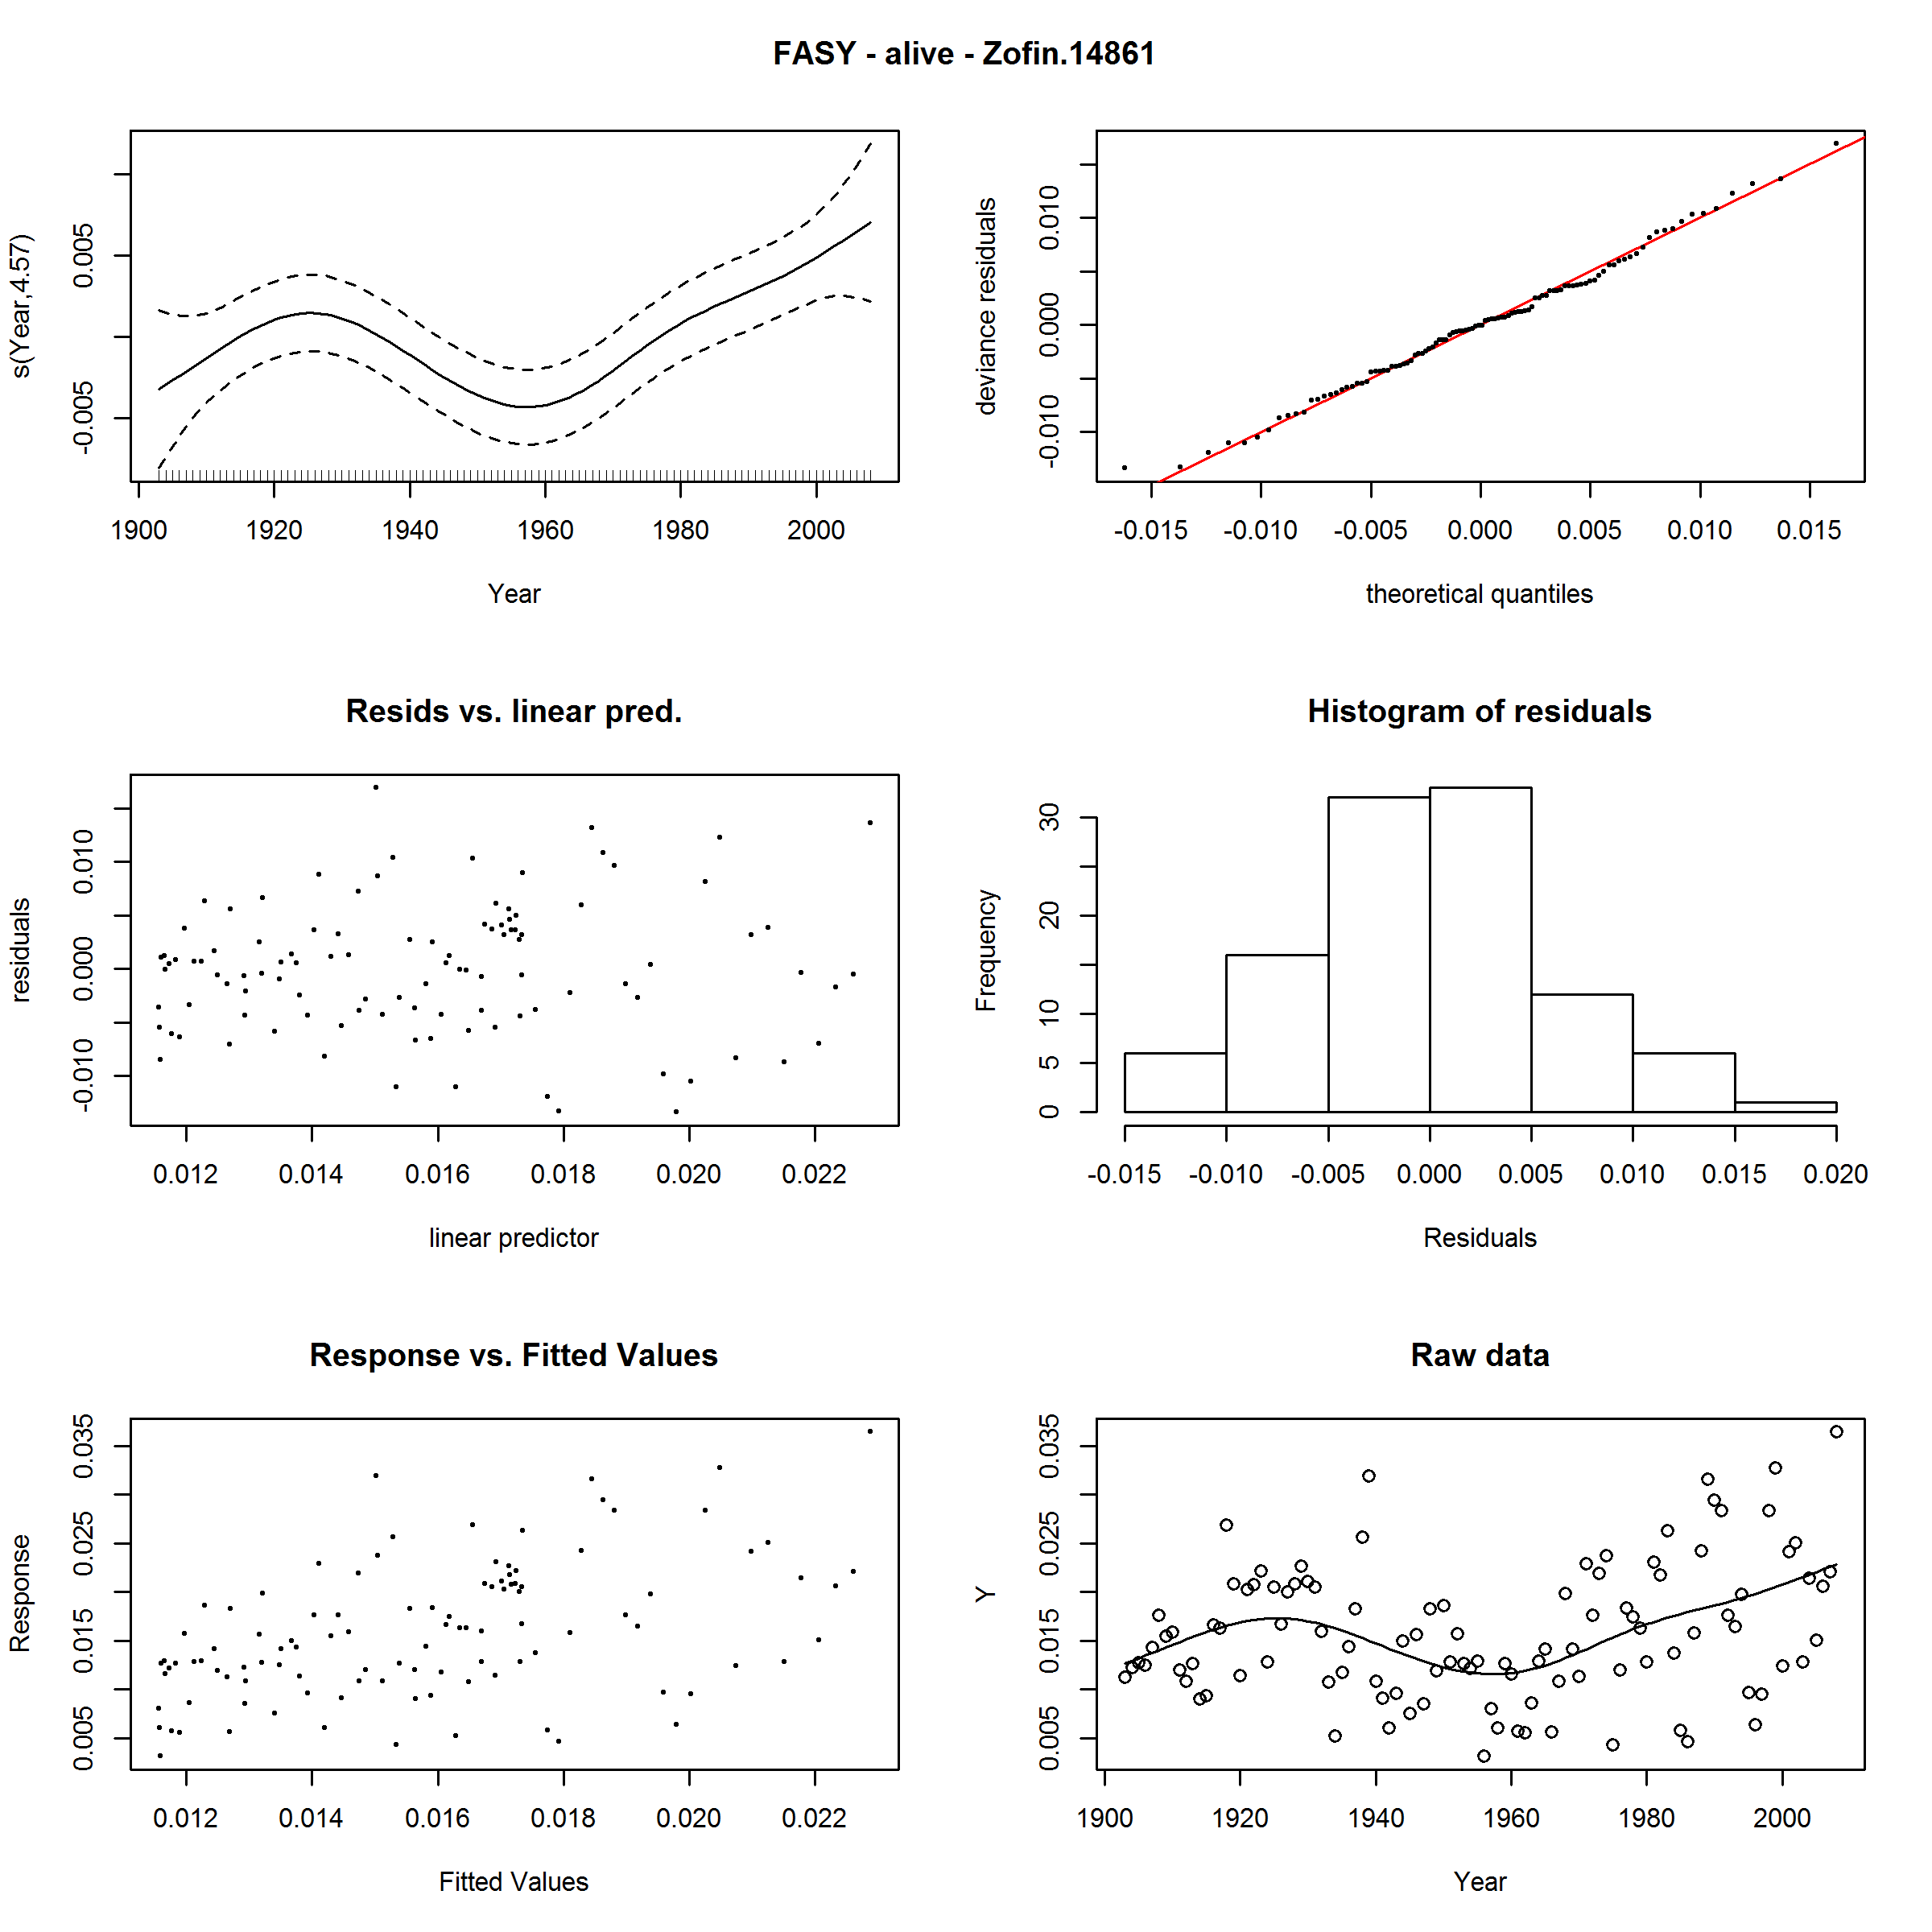 FASY - alive - Zofin.14861
s(Year,4.57)
-0.005 0.005
1900 1920 1940 1960 1980 2000
Year
deviance residuals
-0.010 0.000 0.010
-0.015 -0.010 -0.005 0.000 0.005 0.010 0.015
theoretical quantiles
Resids vs. linear pred.
residuals
-0.010 0.000 0.010
0.012 0.014 0.016 0.018 0.020 0.022
linear predictor
Histogram of residuals
Frequency
0 5 10 20 30
-0.015 -0.010 -0.005 0.000 0.005 0.010 0.015 0.020
Residuals
Response vs. Fitted Values
Response
0.005 0.015 0.025 0.035
0.012 0.014 0.016 0.018 0.020 0.022
Fitted Values
Raw data
Y
0.005 0.015 0.025 0.035
1900 1920 1940 1960 1980 2000
Year